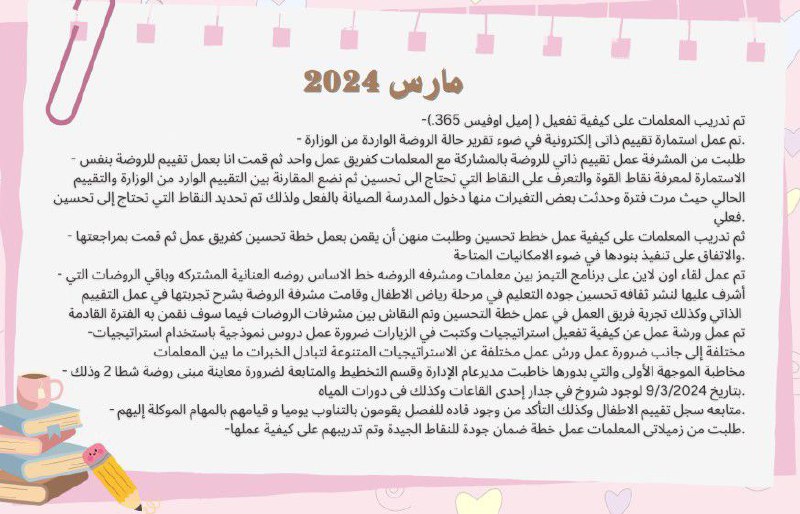 مارس 2024
تم تدريب المعلمات على كيفية تفعيل ( إميل اوفيس 365.)-
.تم عمل استمارة تقييم ذاتى إلكترونية في ضوء تقرير حالة الروضة الواردة من الوزارة -
طلبت من المشرفة عمل تقييم ذاتي للروضة بالمشاركة مع المعلمات كفريق عمل واحد ثم قمت انا بعمل تقييم للروضة بنفس -
الاستمارة لمعرفة نقاط القوة والتعرف على النقاط التي تحتاج الى تحسين ثم نضع المقارنة بين التقييم الوارد من الوزارة والتقييم
الحالي حيث مرت فترة وحدثت بعض التغيرات منها دخول المدرسة الصيانة بالفعل ولذلك تم تحديد النقاط التي تحتاج إلى تحسين
.فعلي
ثم تدريب المعلمات على كيفية عمل خطط تحسين وطلبت منهن أن يقمن بعمل خطة تحسين كفريق عمل ثم قمت بمراجعتها -
.والاتفاق على تنفيذ بنودها في ضوء الامكانيات المتاحة
تم عمل لقاء اون لاين على برنامج التيمز بين معلمات ومشرفه الروضه خط الاساس روضه العنانية المشتركه وباقي الروضات التي -
أشرف عليها لنشر ثقافه تحسين جوده التعليم في مرحلة رياض الاطفال وقامت مشرفة الروضة بشرح تجربتها في عمل التقييم
الذاتي وكذلك تجربة فريق العمل في عمل خطة التحسين وتم النقاش بين مشرفات الروضات فيما سوف نقمن به الفترة القادمة
تم عمل ورشة عمل عن كيفية تفعيل استراتيجيات وكتبت في الزيارات ضرورة عمل دروس نموذجية باستخدام استراتيجيات-
مختلفة إلى جانب ضرورة عمل ورش عمل مختلفة عن الاستراتيجيات المتنوعة لتبادل الخبرات ما بين المعلمات
مخاطبة الموجهة الأولى والتي بدورها خاطبت مديرعام الإدارة وقسم التخطيط والمتابعة لضرورة معاينة مبنى روضة شطا 2 وذلك -
.بتاريخ 9/3/2024 لوجود شروخ في جدار إحدى القاعات وكذلك فى دورات المياه
.متابعه سجل تقييم الاطفال وكذلك التأكد من وجود قاده للفصل يقومون بالتناوب يوميا و قيامهم بالمهام الموكلة إليهم -
.طلبت من زميلاتى المعلمات عمل خطة ضمان جودة للنقاط الجيدة وتم تدريبهم على كيفية عملها-